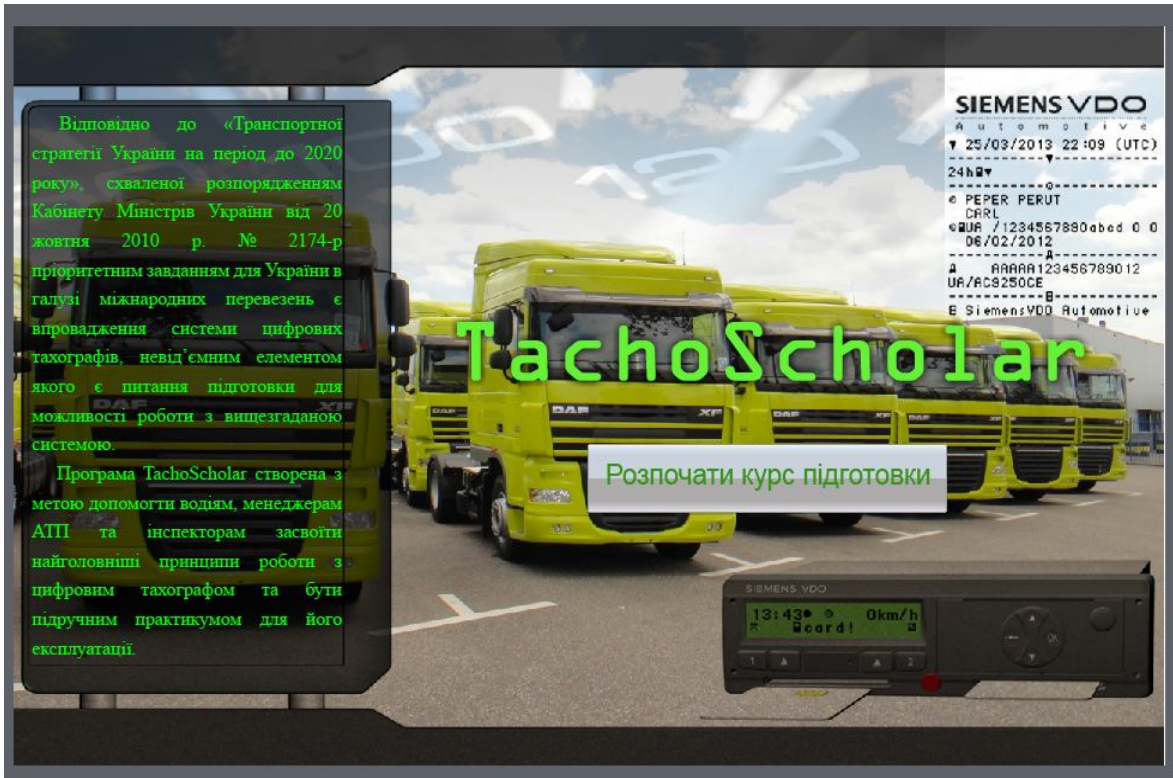 Відповідно до «Транспортної
стратегії України на період до 2020
року», схваленої розпорядженням
Кабінету Міністрів України від 20
жовтня 2010 р. № 2174-р
пріоритетним завданням для України в
галузі міжнародних перевезень є
впровадження системи цифрових
тахографів, невід’ємним елементом
якого є питання підготовки для
можливості роботи з вищезгаданою
системою.
Програма TachoScholar створена з
метою допомогти водіям, менеджерам
АТП та інспекторам засвоїти
найголовніші принципи роботи з
цифровим тахографом та бути
підручним практикумом для його
експлуатації.
SIEMENS VDO
Automotive
▼ 25/03/2013 22:09 (UTC)
24h
PEPER PERUT
CARL
UA /1234567890abcd 0 0
06/02/2012
A AAAAA123456789012
UA/AC9250CE
B SiemensVDO Automotive
TachoScholar
DAF XF
Розпочати курс підготовки
SIEMENS VDO
13:43 0km/h
card!
1 2
OK